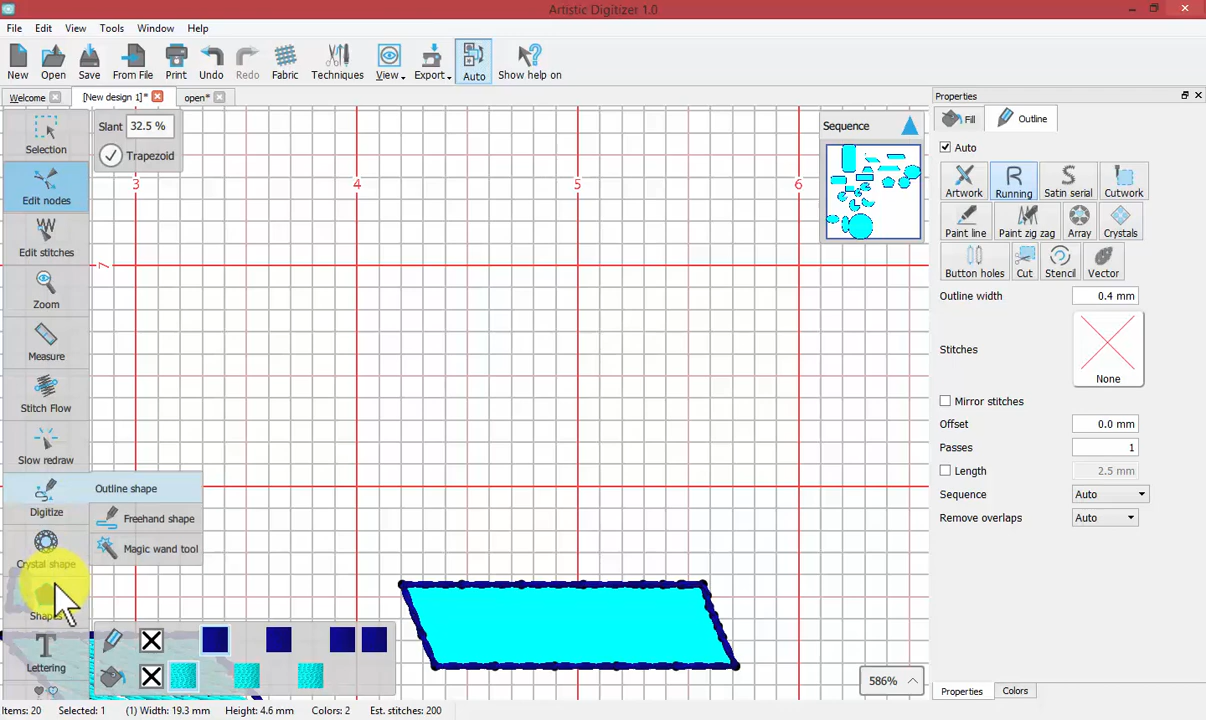 Artistic Digitizer 1.0
File Edit View Tools Window Help
New Open Save From File Print Undo Redo Fabric Techniques View Export Auto Show help on
Welcome [New design 1]* open*
Selection
Edit nodes
Edit stitches
Zoom
Measure
Stitch Flow
Slow redraw
Digitize
Crystal shape
Shapes
Lettering
Slant 32.5 %
Trapezoid
3 4 5 6
7
Outline shape
Freehand shape
Magic wand tool
Sequence
586%
Properties
Fill Outline
Auto
Artwork Running Satin serial Cutwork
Paint line Paint zig zag Array Crystals
Button holes Cut Stencil Vector
Outline width 0.4 mm
Stitches
None
Mirror stitches
Offset 0.0 mm
Passes 1
Length 2.5 mm
Sequence Auto
Remove overlaps Auto
Properties Colors
Items: 20 Selected: 1 (1) Width: 19.3 mm Height: 4.6 mm Colors: 2 Est. stitches: 200